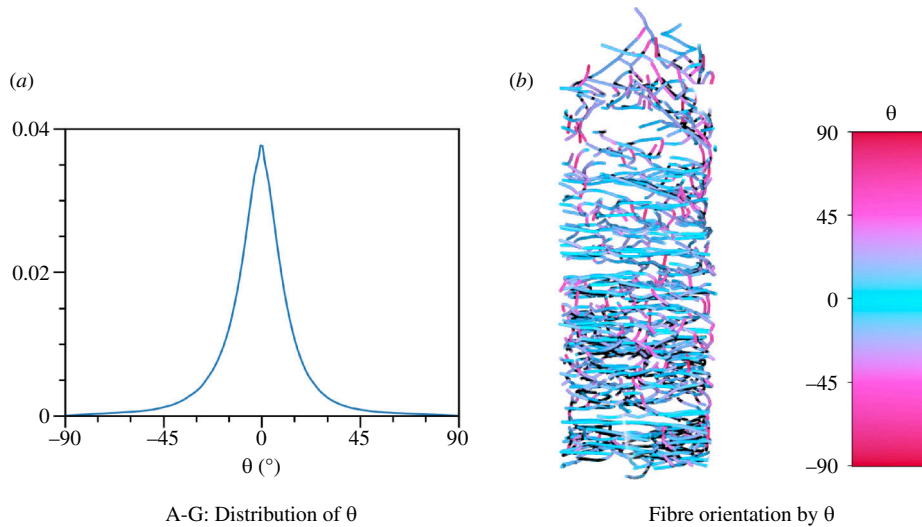 (a)
(b)
0.04
0.02
0
−90
−45
0
45
90
θ (°)
A-G: Distribution of θ
θ
90
45
0
−45
−90
Fibre orientation by θ